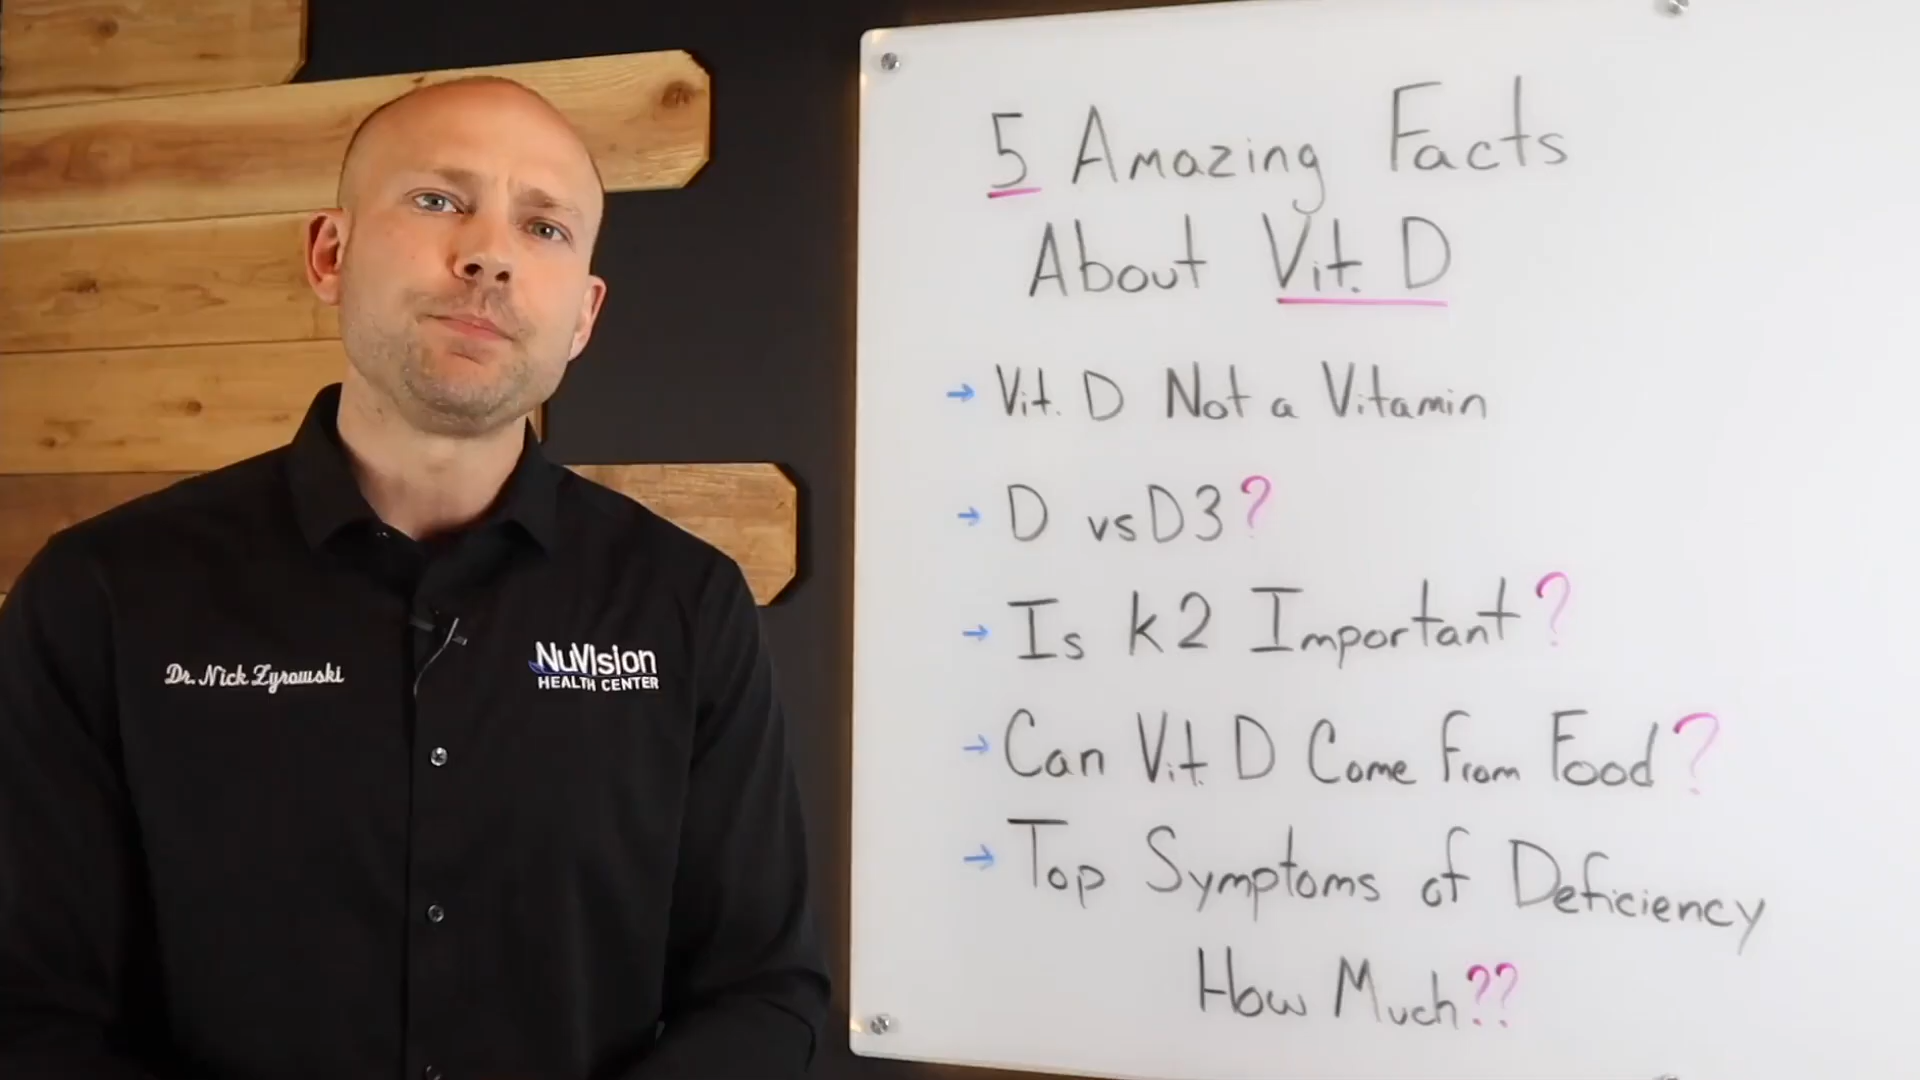 5 Amazing Facts
About Vit. D
→ Vit. D Not a Vitamin
→ D vs D3?
→ Is K2 Important?
→ Can Vit. D Come From Food?
→ Top Symptoms of Deficiency
How Much??
Dr. Nick Zyrowski
NuVision
HEALTH CENTER